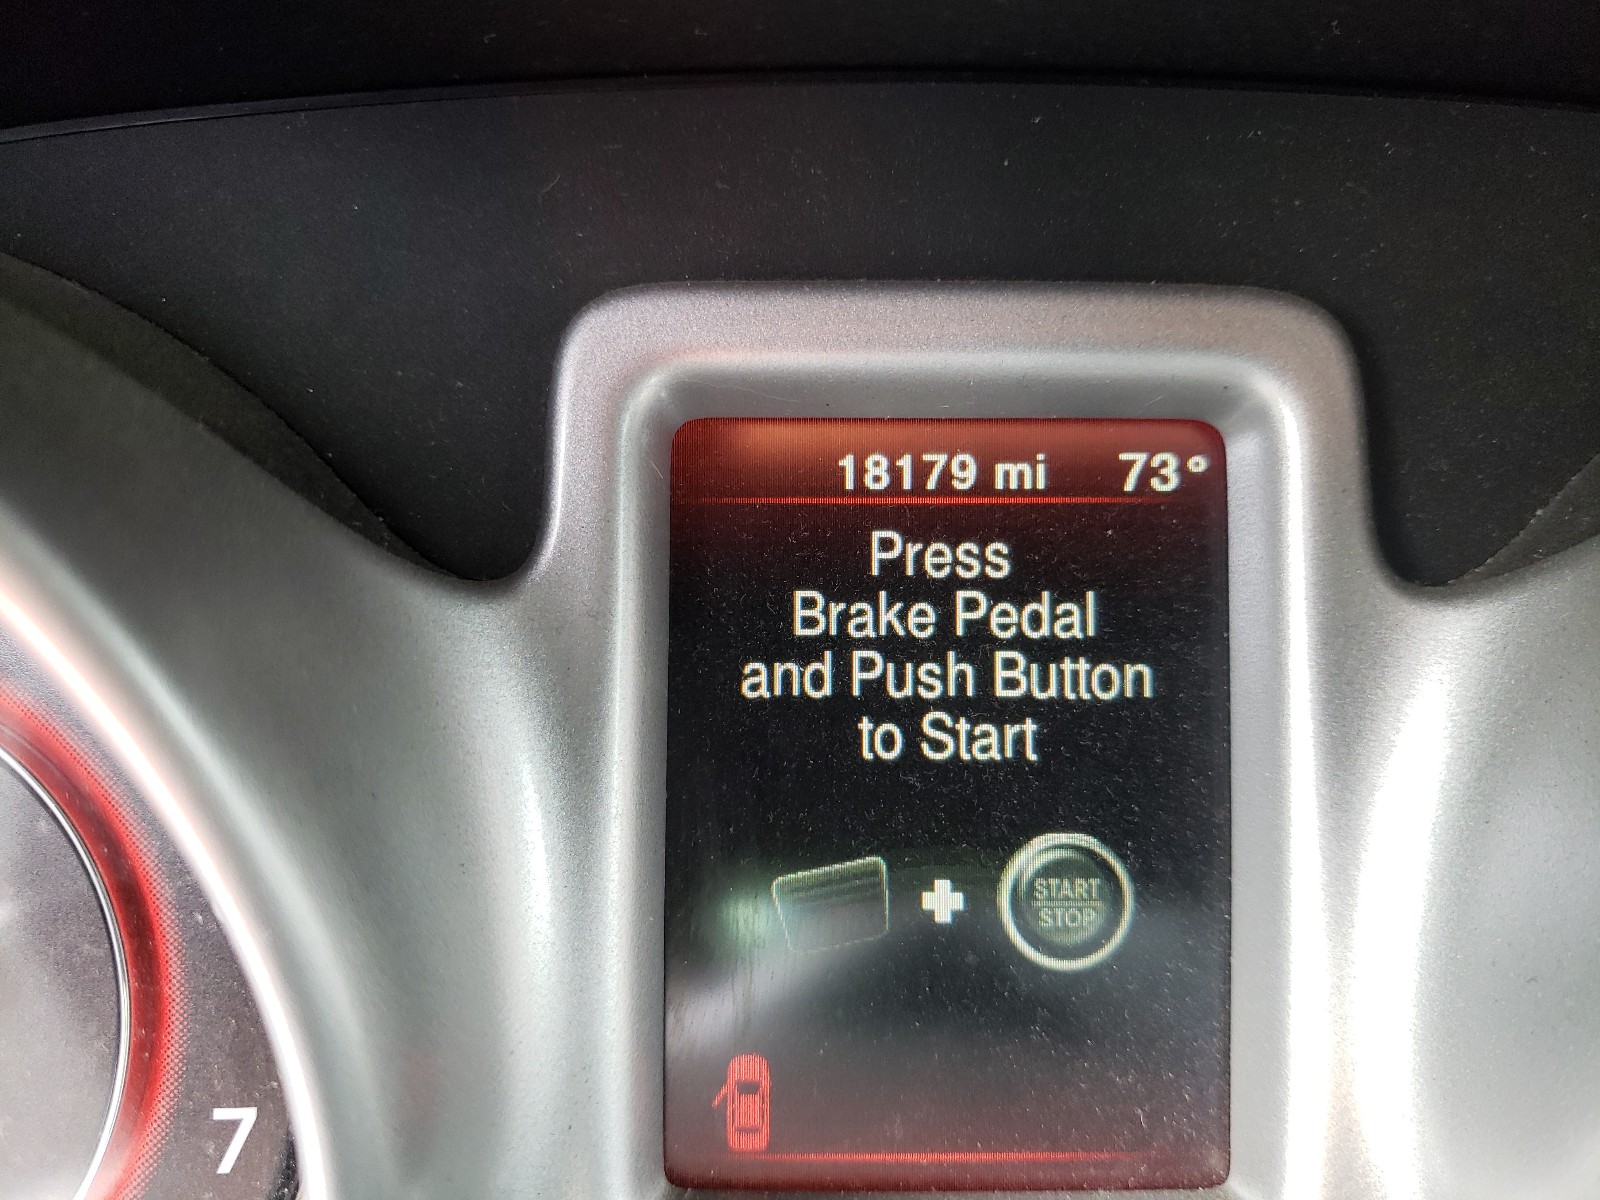 18179 mi 73°
Press
Brake Pedal
and Push Button
to Start
START
STOP
7